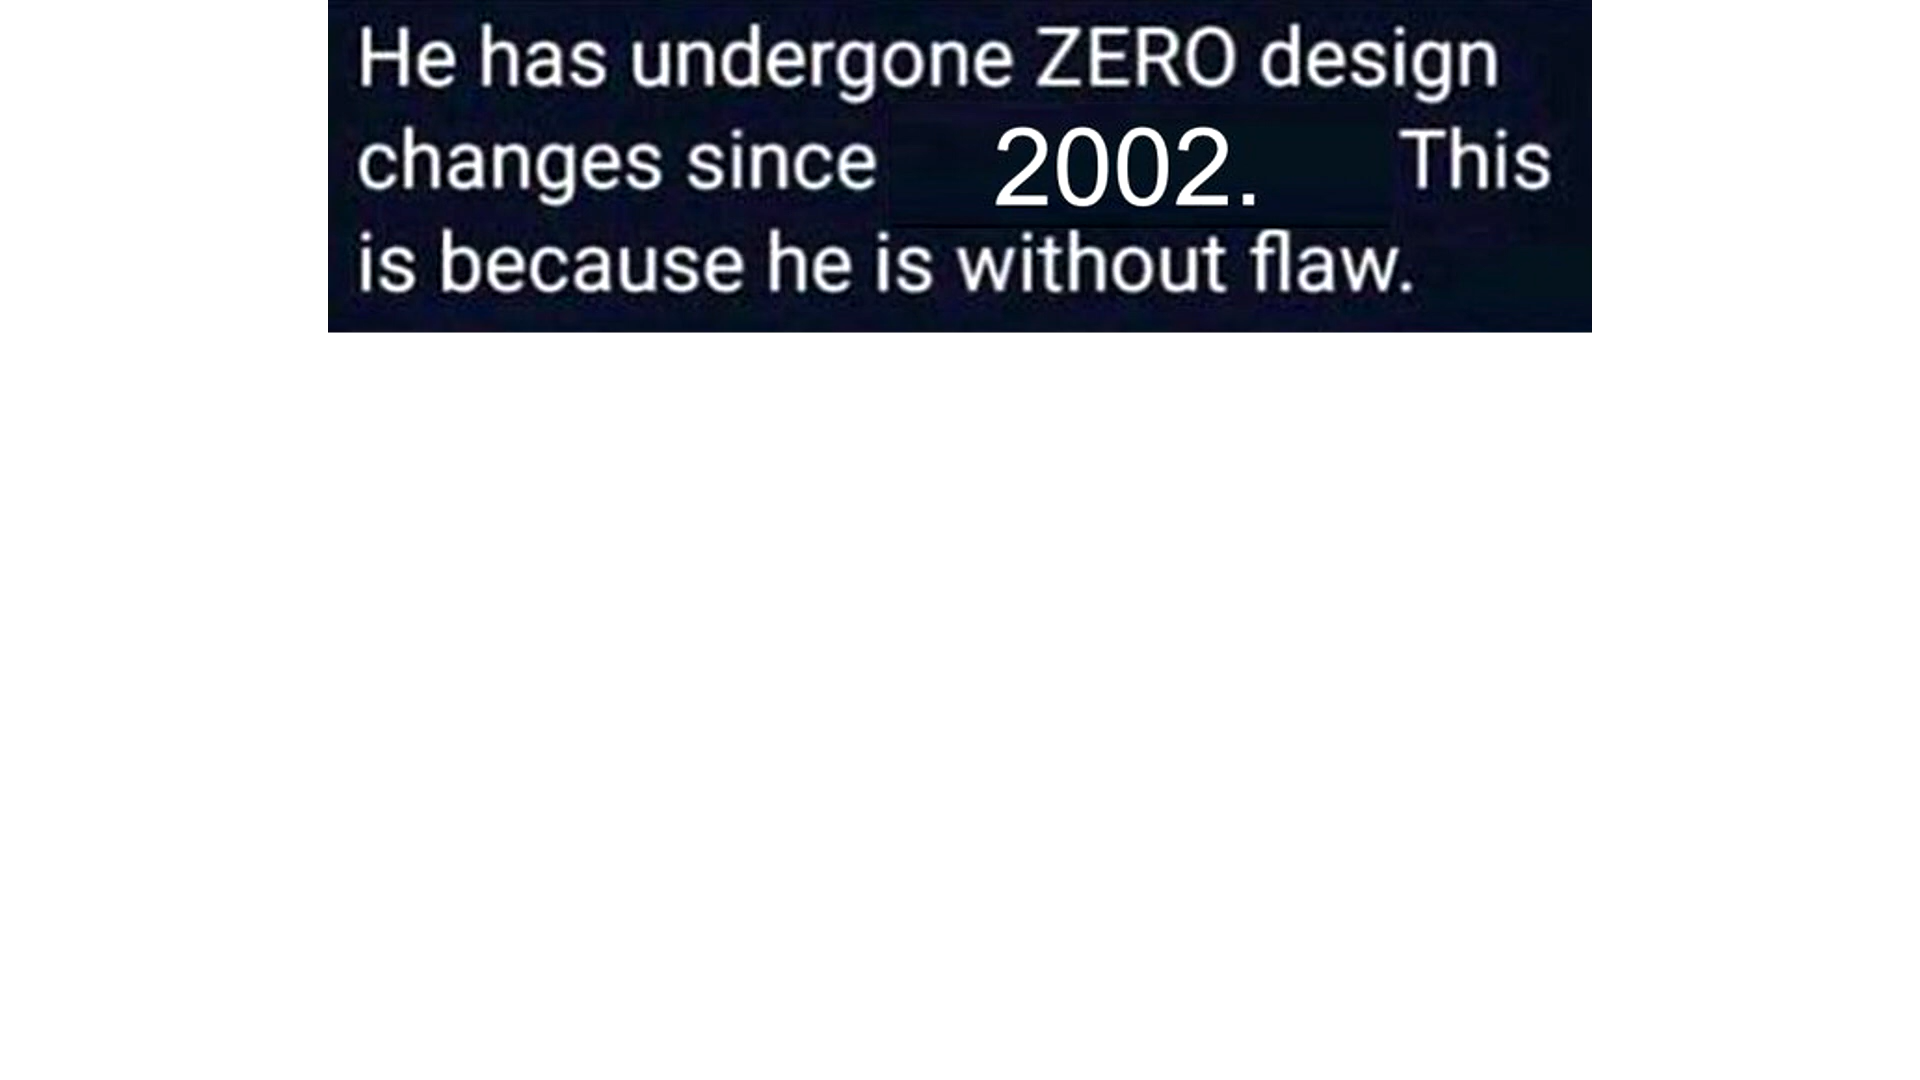 He has undergone ZERO design
changes since 2002. This
is because he is without flaw.